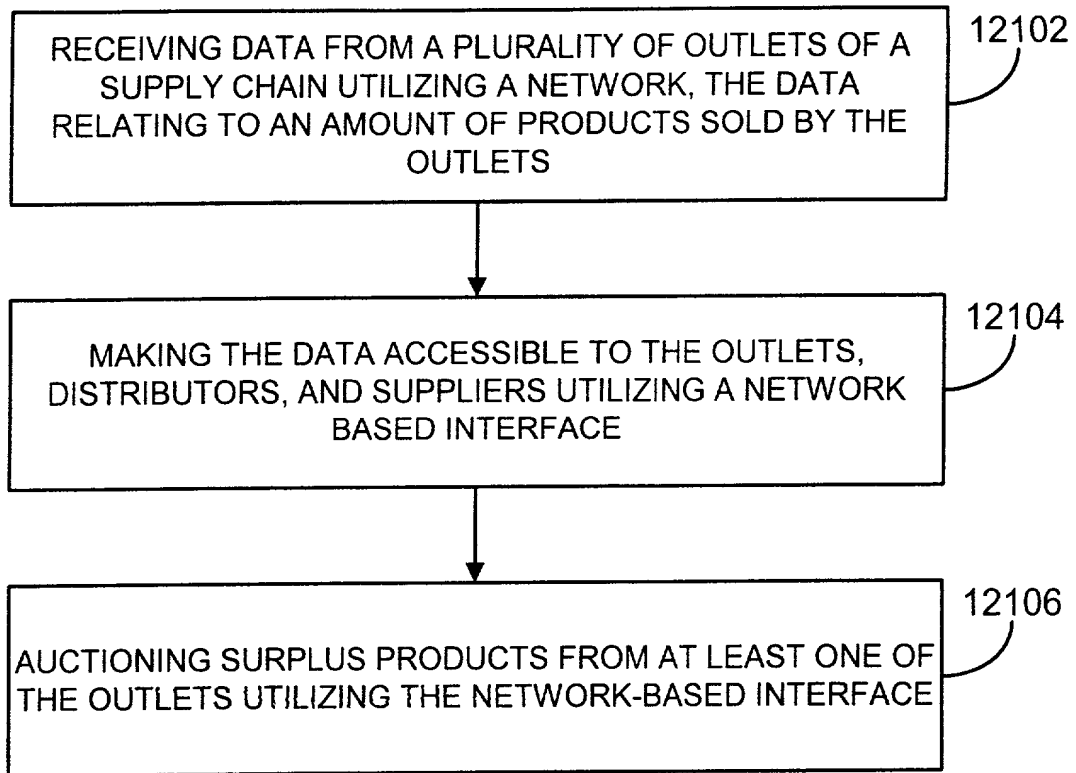 RECEIVING DATA FROM A PLURALITY OF OUTLETS OF A
SUPPLY CHAIN UTILIZING A NETWORK, THE DATA
RELATING TO AN AMOUNT OF PRODUCTS SOLD BY THE
OUTLETS
12102
MAKING THE DATA ACCESSIBLE TO THE OUTLETS,
DISTRIBUTORS, AND SUPPLIERS UTILIZING A NETWORK
BASED INTERFACE
12104
AUCTIONING SURPLUS PRODUCTS FROM AT LEAST ONE OF
THE OUTLETS UTILIZING THE NETWORK-BASED INTERFACE
12106